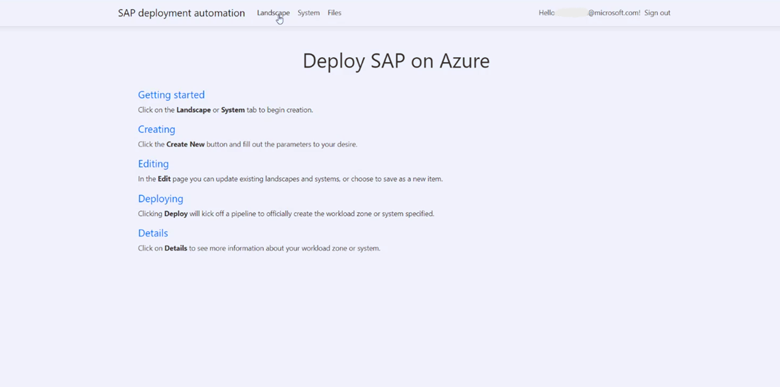 SAP deployment automation Landscape System Files Hello @microsoft.com! Sign out
Deploy SAP on Azure
Getting started
Click on the Landscape or System tab to begin creation.
Creating
Click the Create New button and fill out the parameters to your desire.
Editing
In the Edit page you can update existing landscapes and systems, or choose to save as a new item.
Deploying
Clicking Deploy will kick off a pipeline to officially create the workload zone or system specified.
Details
Click on Details to see more information about your workload zone or system.